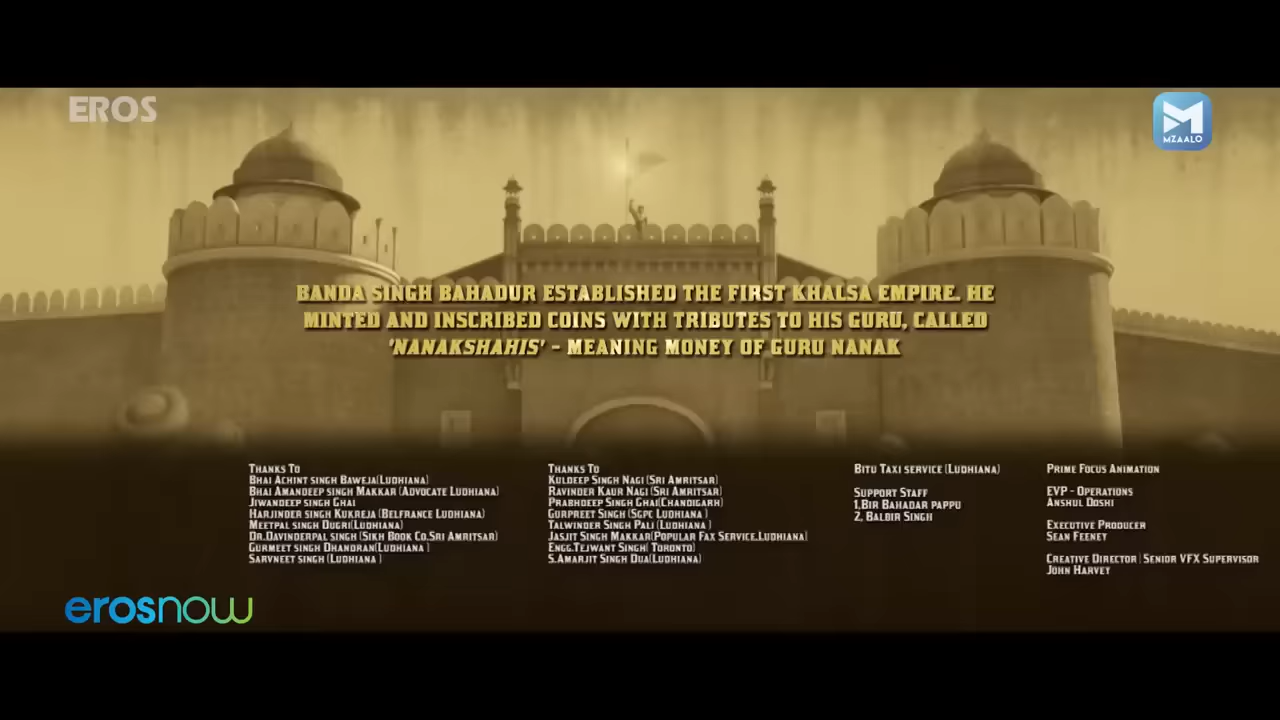 EROS
MZAALO
BANDA SINGH BAHADUR ESTABLISHED THE FIRST KHALSA EMPIRE. HE
MINTED AND INSCRIBED COINS WITH TRIBUTES TO HIS GURU, CALLED
'NANAKSHAHIS' - MEANING MONEY OF GURU NANAK
THANKS TO
BHAI ACHINT SINGH BAWEJA(LUDHIANA)
BHAI AMANDEEP SINGH MAKKAR (ADVOCATE LUDHIANA)
JIWANDEEP SINGH GHAI
HARJINDER SINGH KUKREJA (BELFRANCE LUDHIANA)
MEETPAL SINGH DUGRI(LUDHIANA)
DR.DAVINDERPAL SINGH (SIKH BOOK CO.SRI AMRITSAR)
GURMEET SINGH DHANDRAN(LUDHIANA )
SARVNEET SINGH (LUDHIANA )
THANKS TO
KULDEEP SINGH NAGI (SRI AMRITSAR)
RAVINDER KAUR NAGI (SRI AMRITSAR)
PRABHDEEP SINGH GHAI(CHANDIGARH)
GURPREET SINGH (SGPC LUDHIANA )
TALWINDER SINGH PALI (LUDHIANA )
JASJIT SINGH MAKKAR(POPULAR FAX SERVICE.LUDHIANA)
ENGG.TEJWANT SINGH( TORONTO)
S.AMARJIT SINGH DUA(LUDHIANA)
BITU TAXI SERVICE (LUDHIANA)
SUPPORT STAFF
1.BIR BAHADAR PAPPU
2. BALBIR SINGH
PRIME FOCUS ANIMATION
EVP - OPERATIONS
ANSHUL DOSHI
EXECUTIVE PRODUCER
SEAN FEENEY
CREATIVE DIRECTOR | SENIOR VFX SUPERVISOR
JOHN HARVEY
erosnow